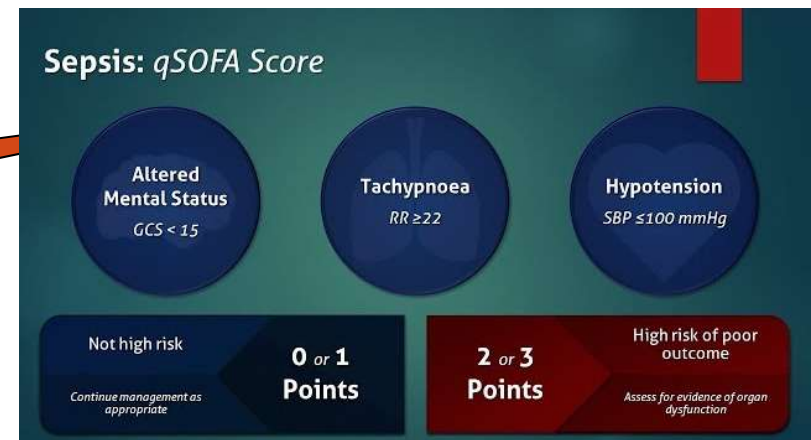 Sepsis: qSOFA Score
Altered
Mental Status
GCS < 15
Tachypnoea
RR ≥22
Hypotension
SBP ≤100 mmHg
Not high risk
Continue management as
appropriate
0 or 1
Points
2 or 3
Points
High risk of poor
outcome
Assess for evidence of organ
dysfunction